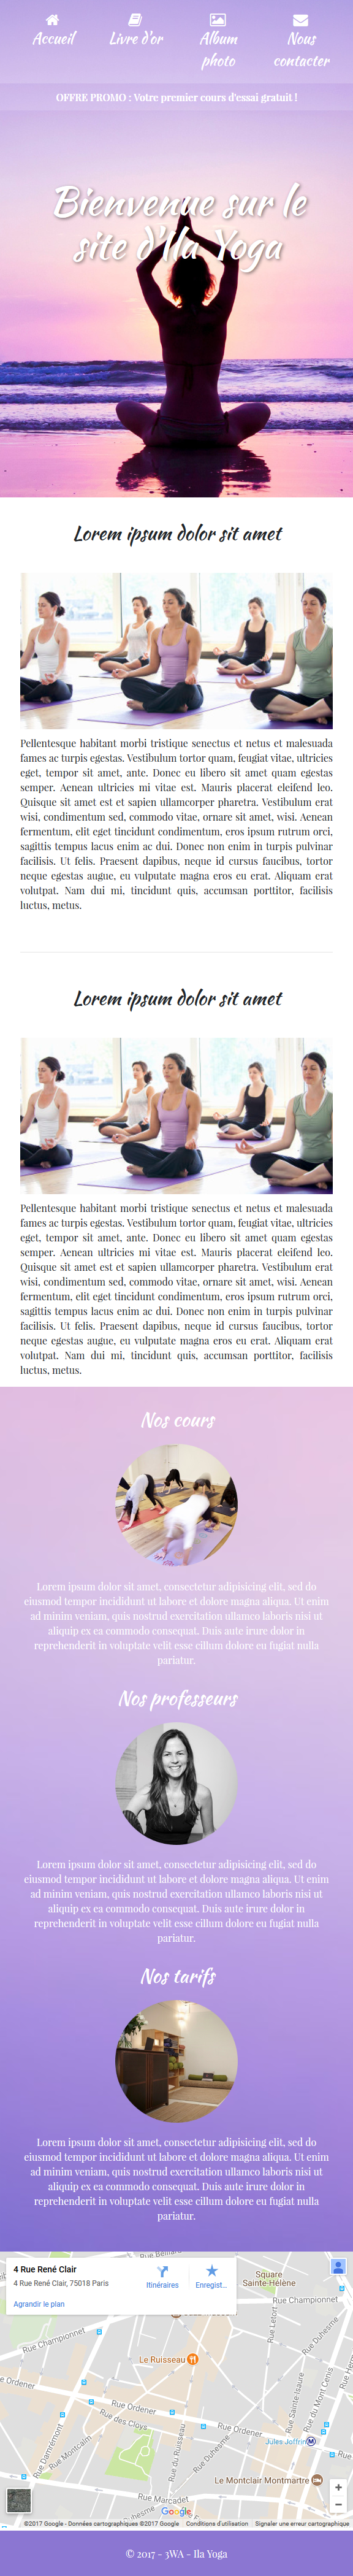 Accueil
Livre d'or
Album
photo
Nous
contacter
OFFRE PROMO : Votre premier cours d'essai gratuit !
Bienvenue sur le
site d'Ila Yoga
Lorem ipsum dolor sit amet
Pellentesque habitant morbi tristique senectus et netus et malesuada
fames ac turpis egestas. Vestibulum tortor quam, feugiat vitae, ultricies
eget, tempor sit amet, ante. Donec eu libero sit amet quam egestas
semper. Aenean ultricies mi vitae est. Mauris placerat eleifend leo.
Quisque sit amet est et sapien ullamcorper pharetra. Vestibulum erat
wisi, condimentum sed, commodo vitae, ornare sit amet, wisi. Aenean
fermentum, elit eget tincidunt condimentum, eros ipsum rutrum orci,
sagittis tempus lacus enim ac dui. Donec non enim in turpis pulvinar
facilisis. Ut felis. Praesent dapibus, neque id cursus faucibus, tortor
neque egestas augue, eu vulputate magna eros eu erat. Aliquam erat
volutpat. Nam dui mi, tincidunt quis, accumsan porttitor, facilisis
luctus, metus.
Lorem ipsum dolor sit amet
Pellentesque habitant morbi tristique senectus et netus et malesuada
fames ac turpis egestas. Vestibulum tortor quam, feugiat vitae, ultricies
eget, tempor sit amet, ante. Donec eu libero sit amet quam egestas
semper. Aenean ultricies mi vitae est. Mauris placerat eleifend leo.
Quisque sit amet est et sapien ullamcorper pharetra. Vestibulum erat
wisi, condimentum sed, commodo vitae, ornare sit amet, wisi. Aenean
fermentum, elit eget tincidunt condimentum, eros ipsum rutrum orci,
sagittis tempus lacus enim ac dui. Donec non enim in turpis pulvinar
facilisis. Ut felis. Praesent dapibus, neque id cursus faucibus, tortor
neque egestas augue, eu vulputate magna eros eu erat. Aliquam erat
volutpat. Nam dui mi, tincidunt quis, accumsan porttitor, facilisis
luctus, metus.
Nos cours
Lorem ipsum dolor sit amet, consectetur adipisicing elit, sed do
eiusmod tempor incididunt ut labore et dolore magna aliqua. Ut enim
ad minim veniam, quis nostrud exercitation ullamco laboris nisi ut
aliquip ex ea commodo consequat. Duis aute irure dolor in
reprehenderit in voluptate velit esse cillum dolore eu fugiat nulla
pariatur.
Nos professeurs
Lorem ipsum dolor sit amet, consectetur adipisicing elit, sed do
eiusmod tempor incididunt ut labore et dolore magna aliqua. Ut enim
ad minim veniam, quis nostrud exercitation ullamco laboris nisi ut
aliquip ex ea commodo consequat. Duis aute irure dolor in
reprehenderit in voluptate velit esse cillum dolore eu fugiat nulla
pariatur.
Nos tarifs
Lorem ipsum dolor sit amet, consectetur adipisicing elit, sed do
eiusmod tempor incididunt ut labore et dolore magna aliqua. Ut enim
ad minim veniam, quis nostrud exercitation ullamco laboris nisi ut
aliquip ex ea commodo consequat. Duis aute irure dolor in
reprehenderit in voluptate velit esse cillum dolore eu fugiat nulla
pariatur.
4 Rue René Clair
4 Rue René Clair, 75018 Paris
Agrandir le plan
Itinéraires
Enregist...
Square
Sainte-Hélène
Rue Championnet
Rue Letort
Rue Duhesme
Rue Championnet
Le Ruisseau
Rue Sainte-Isaure
Rue du Mont Cenis
Rue Ordener
Rue des Cloys
Rue Ordener
Rue Ordener
Jules Joffrin
Rue Damrémont
Rue Montcalm
Rue du Ruisseau
Rue Duhesme
Le Montclair Montmartre
Rue Marcadet
Google
©2017 Google - Données cartographiques ©2017 Google
Conditions d'utilisation
Signaler une erreur cartographique
© 2017 - 3WA - Ila Yoga